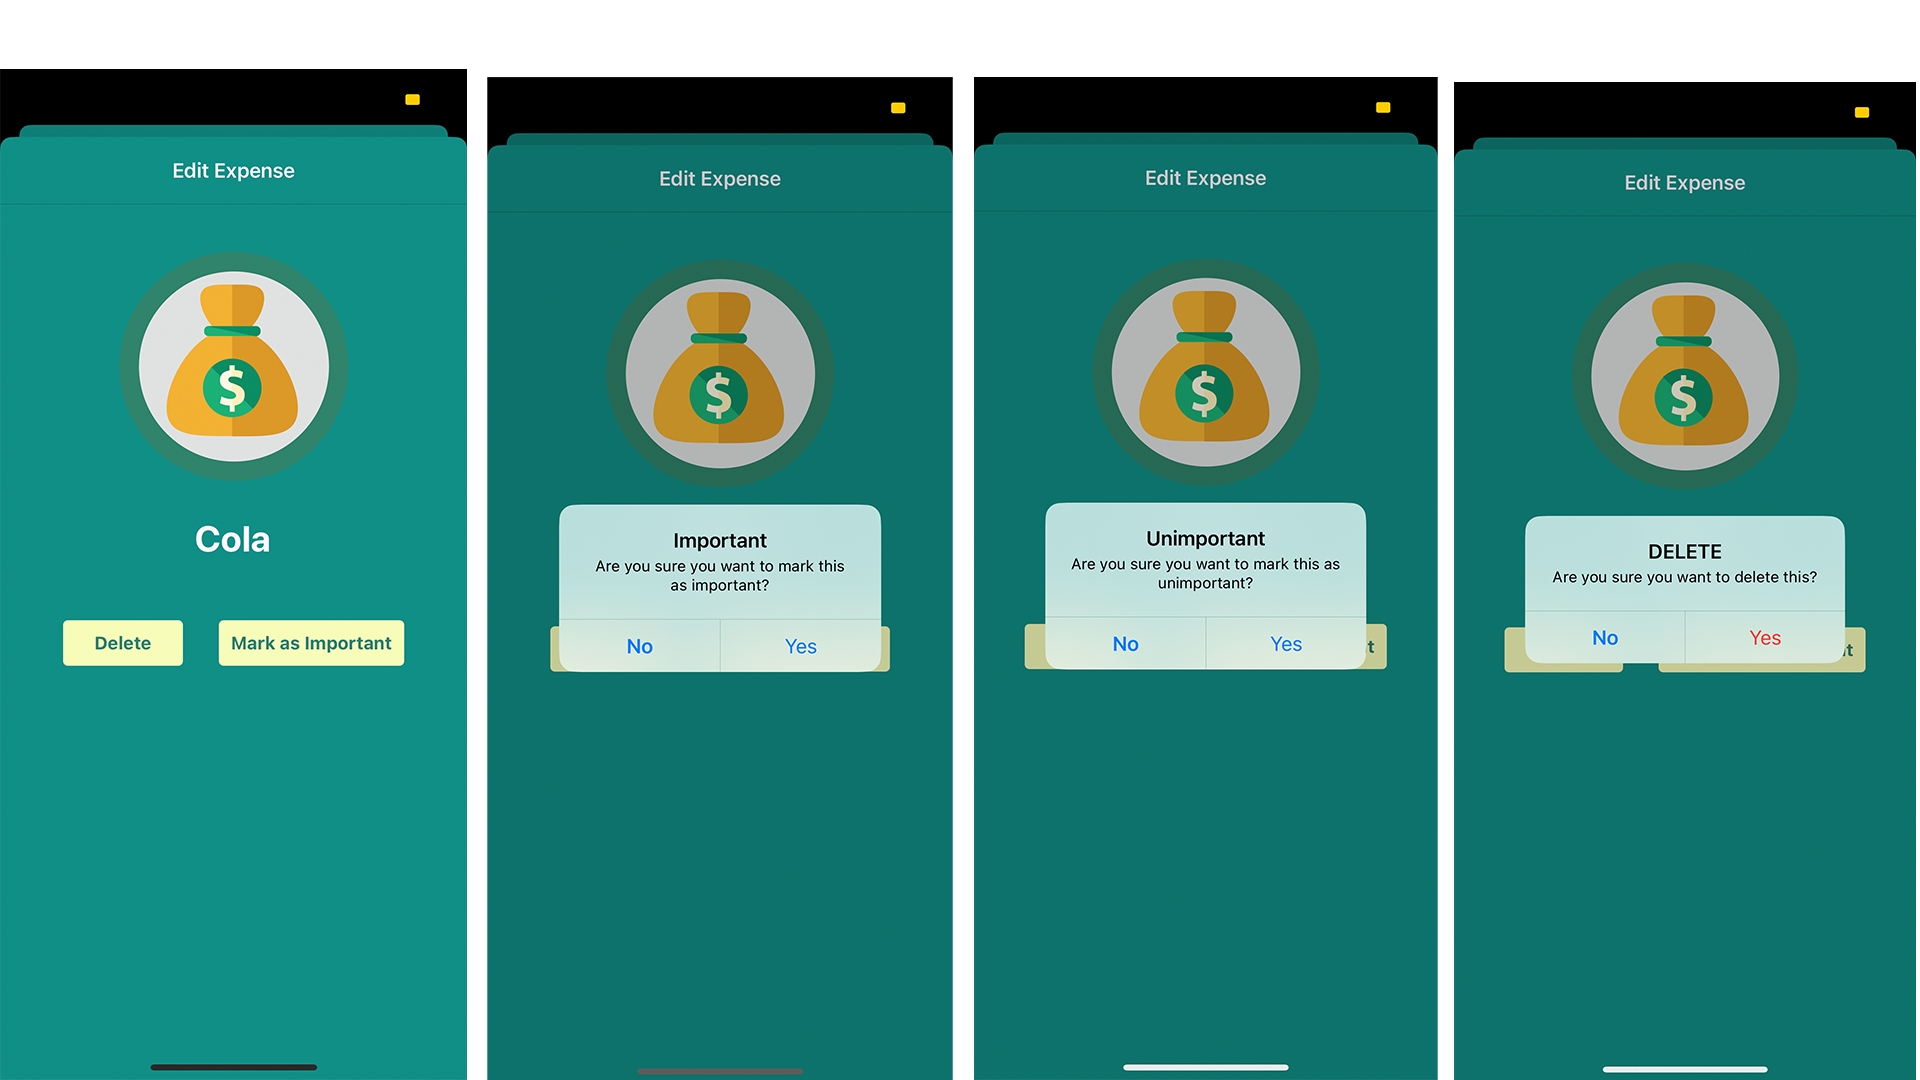 Edit Expense
$
Cola
Delete
Mark as Important
Edit Expense
$
Important
Are you sure you want to mark this
as important?
No
Yes
Edit Expense
$
Unimportant
Are you sure you want to mark this as
unimportant?
No
Yes
t
Edit Expense
$
DELETE
Are you sure you want to delete this?
No
Yes